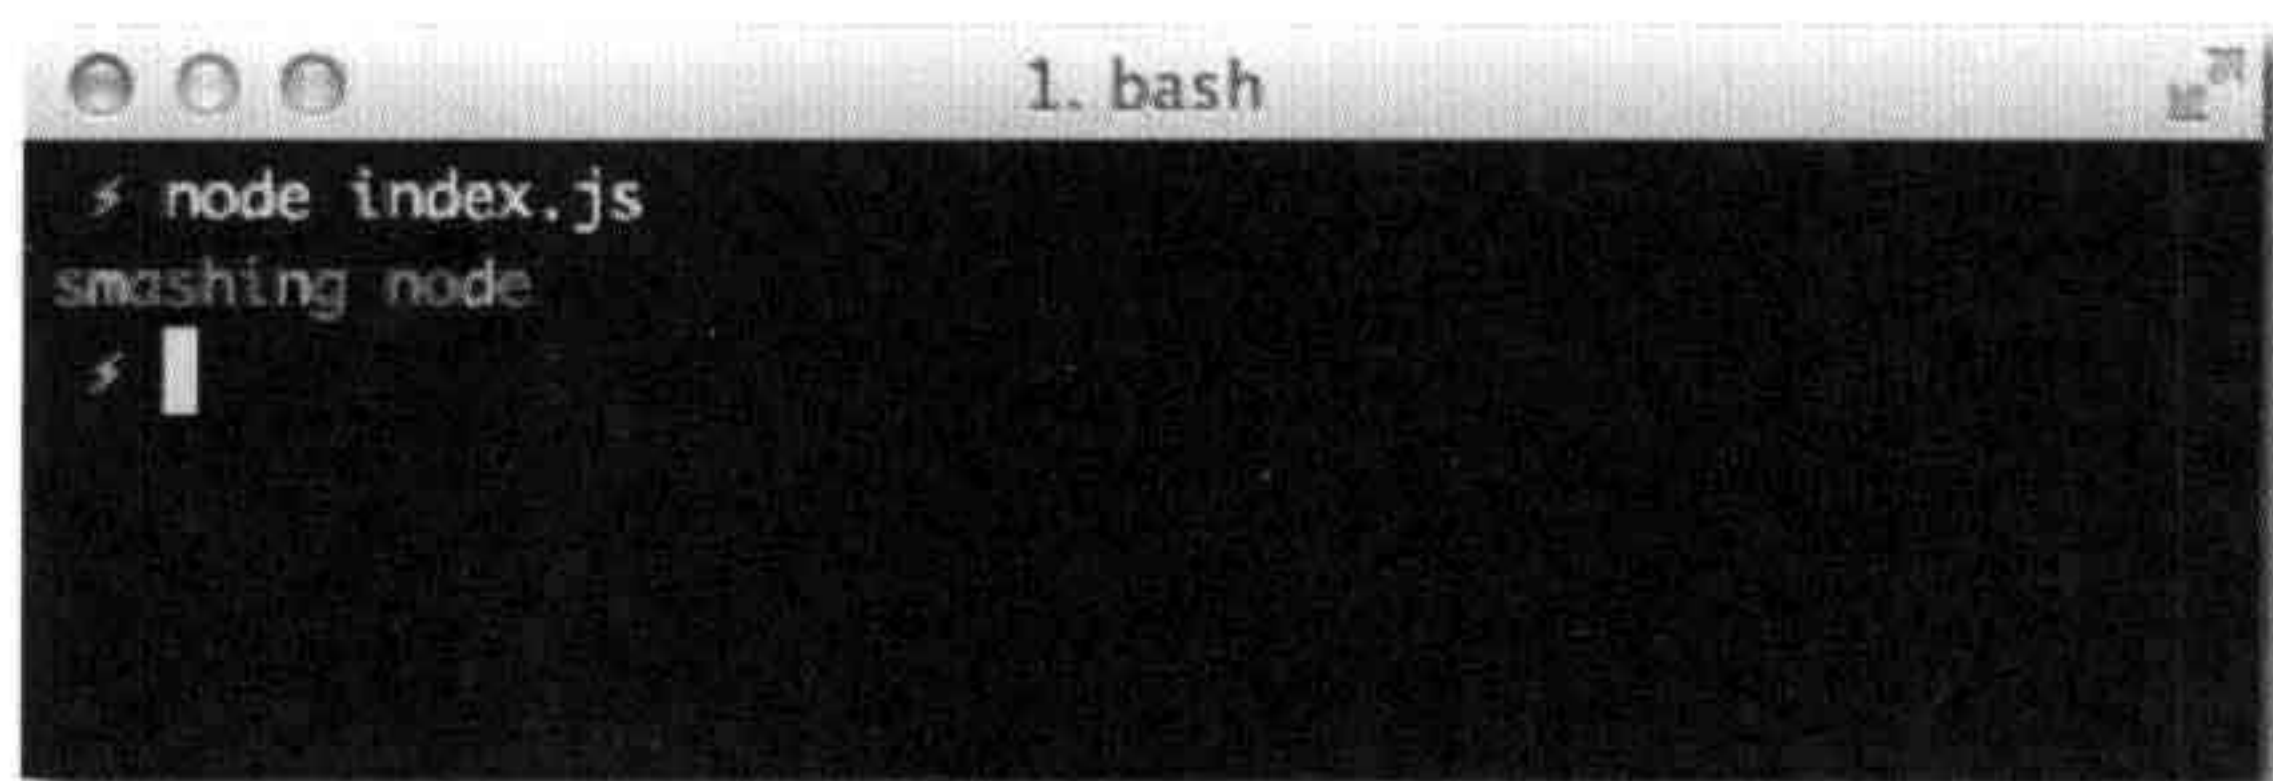 1. bash
⚡ node index.js
smashing node
⚡